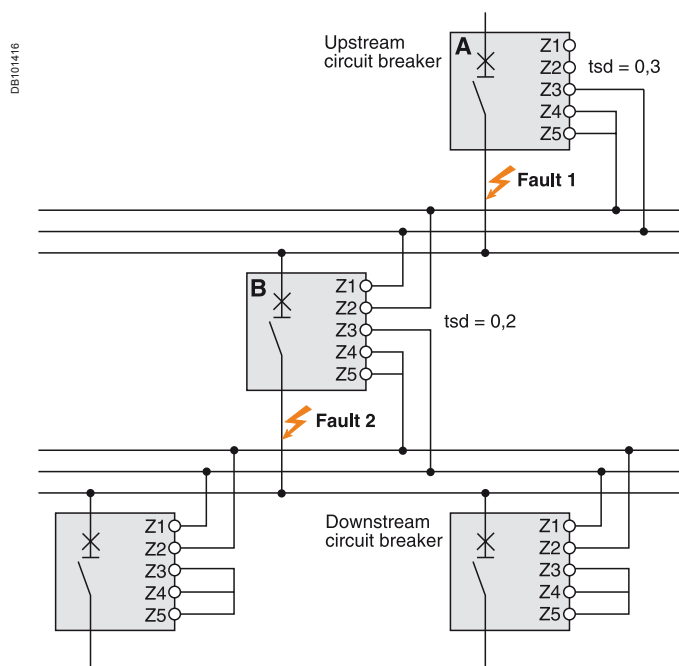 DB101416
Upstream
circuit breaker
A
Z1
Z2
Z3
Z4
Z5
tsd = 0,3
Fault 1
B
Z1
Z2
Z3
Z4
Z5
tsd = 0,2
Fault 2
Z1
Z2
Z3
Z4
Z5
Downstream
circuit breaker
Z1
Z2
Z3
Z4
Z5